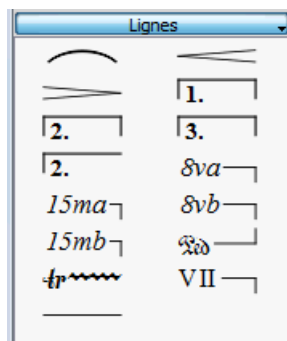 Lignes
1.
2. 3.
2. 8va
15ma 8vb
15mb Ped
tr VII